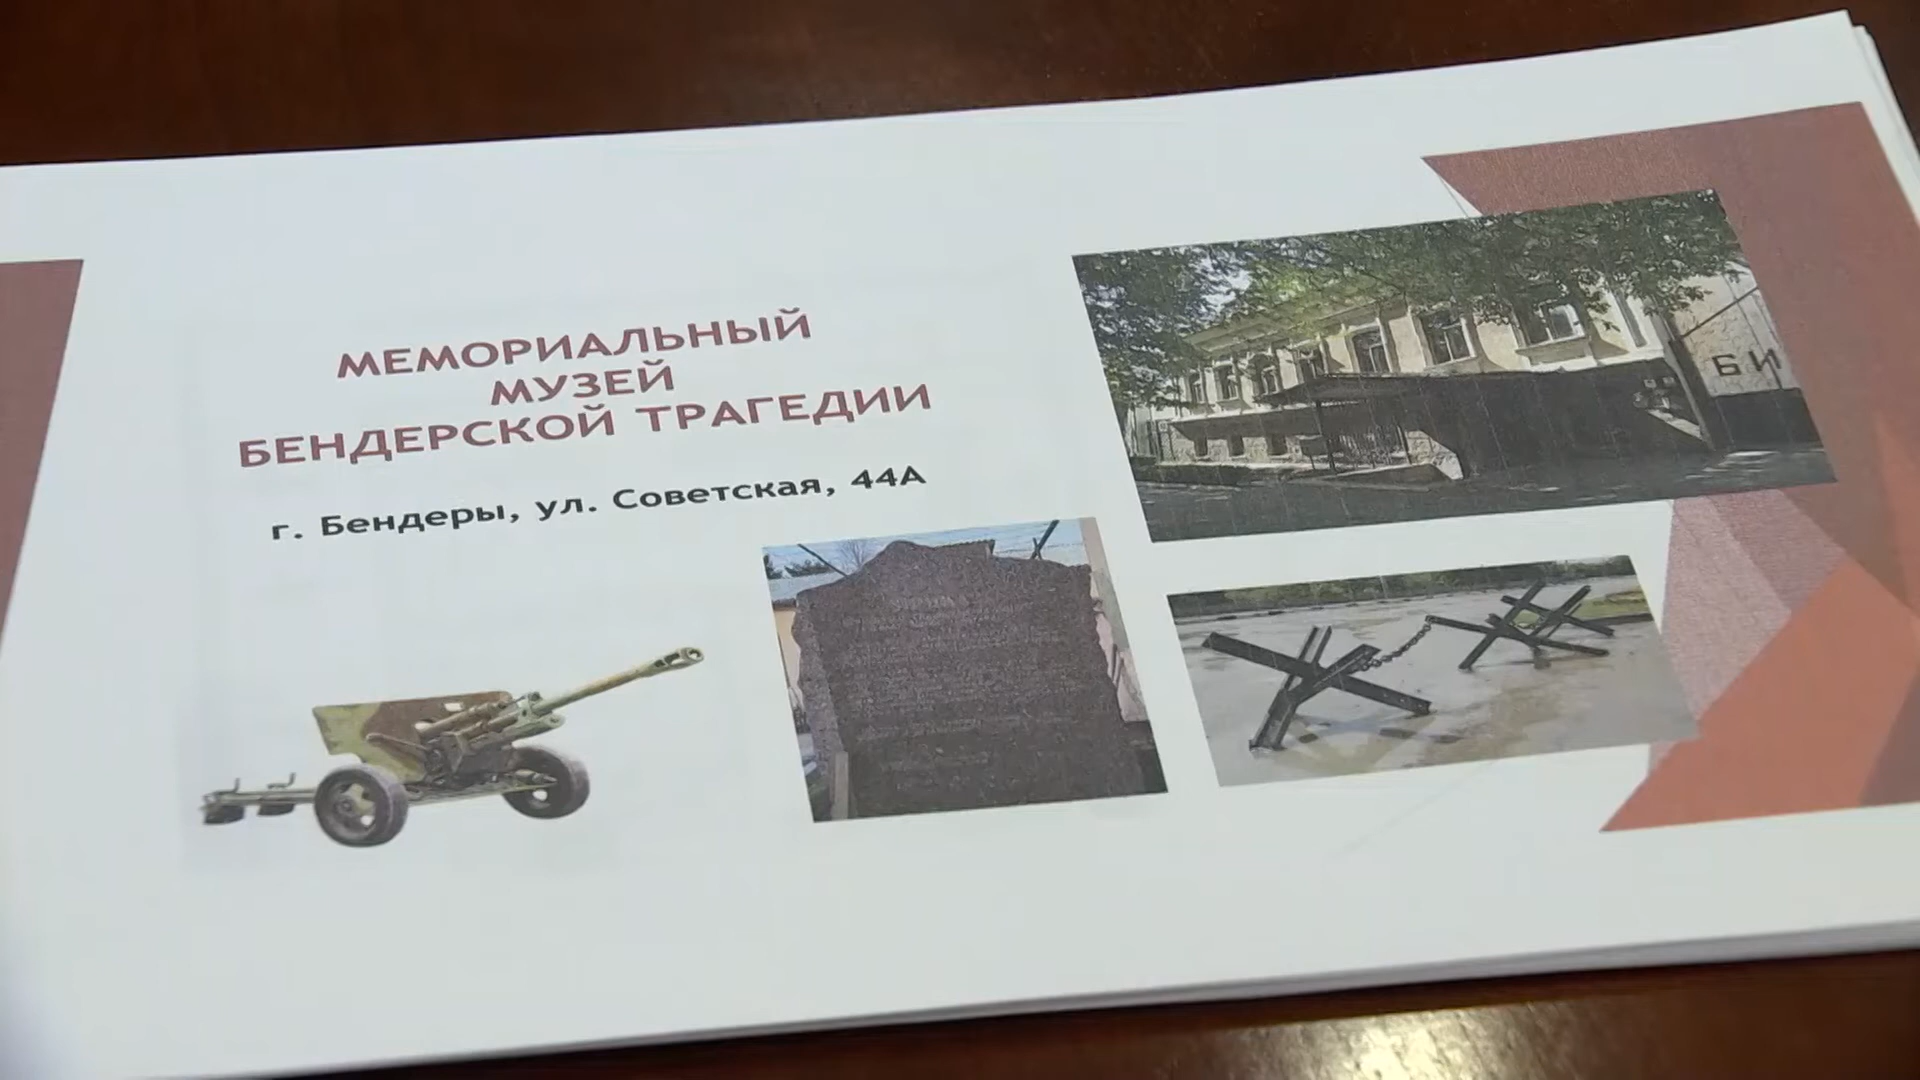 МЕМОРИАЛЬНЫЙ
МУЗЕЙ
БЕНДЕРСКОЙ ТРАГЕДИИ
г. Бендеры, ул. Советская, 44А
БИ